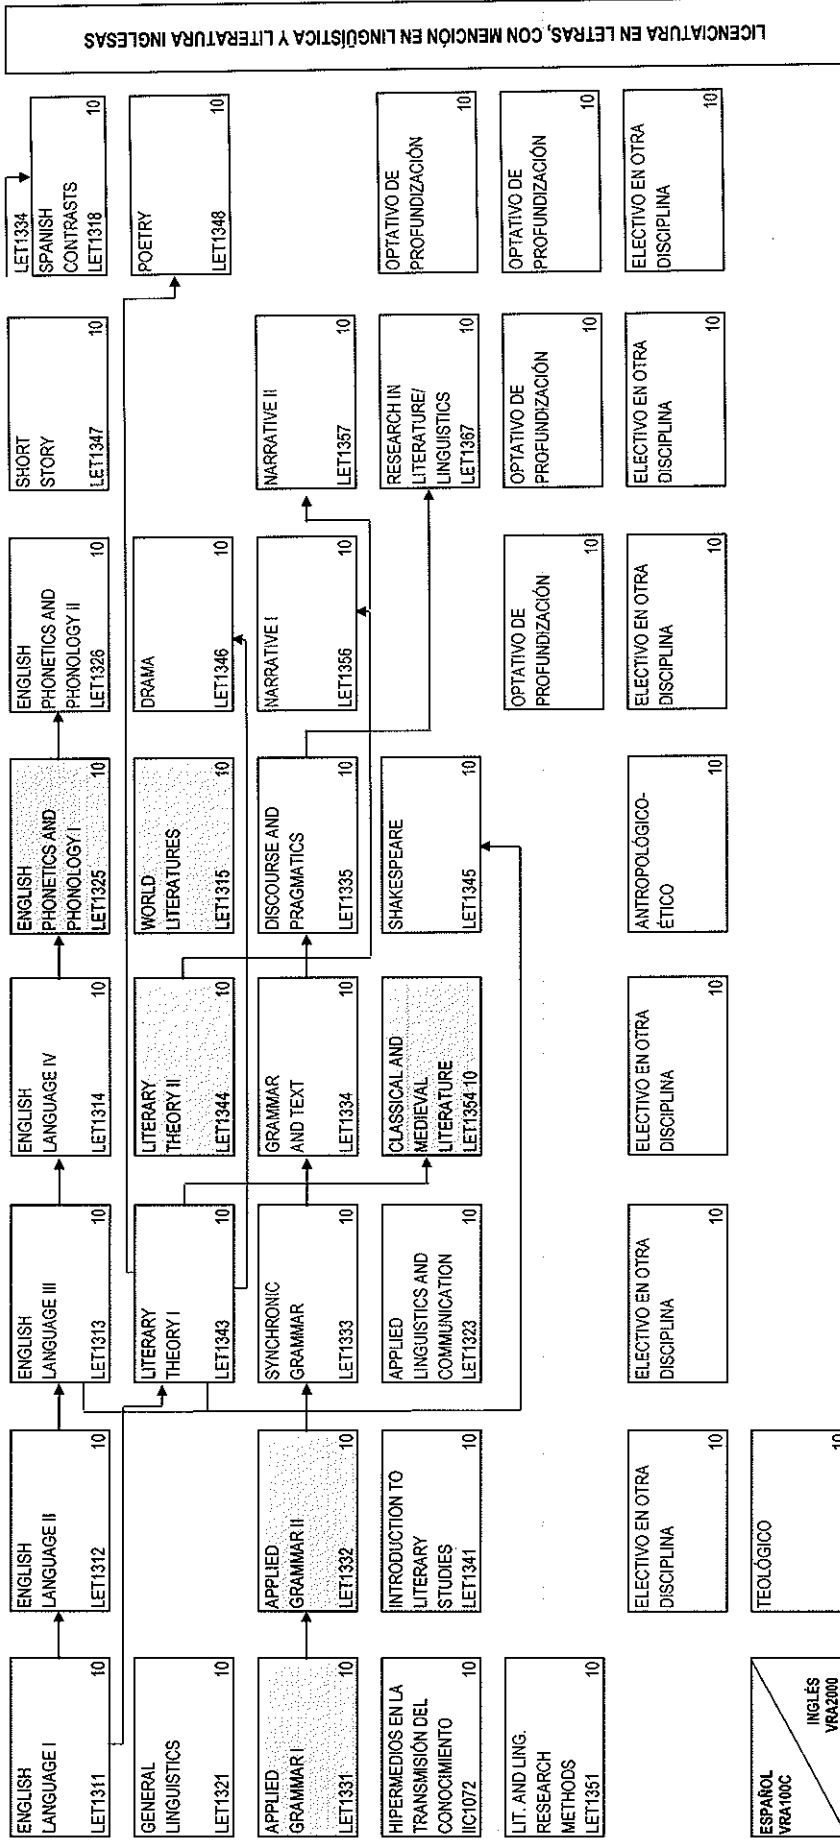 LICENCIATURA EN LETRAS, CON MENCIÓN EN LINGÜÍSTICA Y LITERATURA INGLESAS
ENGLISH
LANGUAGE I
LET1311
10
GENERAL
LINGUISTICS
LET1321
10
APPLIED
GRAMMAR I
LET1331
10
HIPERMEDIOS EN LA
TRANSMISIÓN DEL
CONOCIMIENTO
IIC1072
10
LIT. AND LING.
RESEARCH
METHODS
LET1351
10
ESPAÑOL
VRA100C
INGLÉS
VRA2000
ENGLISH
LANGUAGE II
LET1312
10
APPLIED
GRAMMAR II
LET1332
10
INTRODUCTION TO
LITERARY
STUDIES
LET1341
10
ELECTIVO EN OTRA
DISCIPLINA
10
TEOLÓGICO
10
ENGLISH
LANGUAGE III
LET1313
10
LITERARY
THEORY I
LET1343
10
SYNCHRONIC
GRAMMAR
LET1333
10
APPLIED
LINGUISTICS AND
COMMUNICATION
LET1323
10
ELECTIVO EN OTRA
DISCIPLINA
10
ENGLISH
LANGUAGE IV
LET1314
10
LITERARY
THEORY II
LET1344
10
GRAMMAR
AND TEXT
LET1334
10
CLASSICAL AND
MEDIEVAL
LITERATURE
LET1354 10
ELECTIVO EN OTRA
DISCIPLINA
10
ENGLISH
PHONETICS AND
PHONOLOGY I
LET1325
10
WORLD
LITERATURES
LET1315
10
DISCOURSE AND
PRAGMATICS
LET1335
10
SHAKESPEARE
LET1345
10
ANTROPOLÓGICO-
ÉTICO
10
ENGLISH
PHONETICS AND
PHONOLOGY II
LET1326
10
DRAMA
LET1346
10
NARRATIVE I
LET1356
10
OPTATIVO DE
PROFUNDIZACIÓN
10
ELECTIVO EN OTRA
DISCIPLINA
10
SHORT
STORY
LET1347
10
NARRATIVE II
LET1357
10
RESEARCH IN
LITERATURE/
LINGUISTICS
LET1367
10
OPTATIVO DE
PROFUNDIZACIÓN
10
ELECTIVO EN OTRA
DISCIPLINA
10
LET1334
SPANISH
CONTRASTS
LET1318
10
POETRY
LET1348
10
OPTATIVO DE
PROFUNDIZACIÓN
10
OPTATIVO DE
PROFUNDIZACIÓN
10
ELECTIVO EN OTRA
DISCIPLINA
10